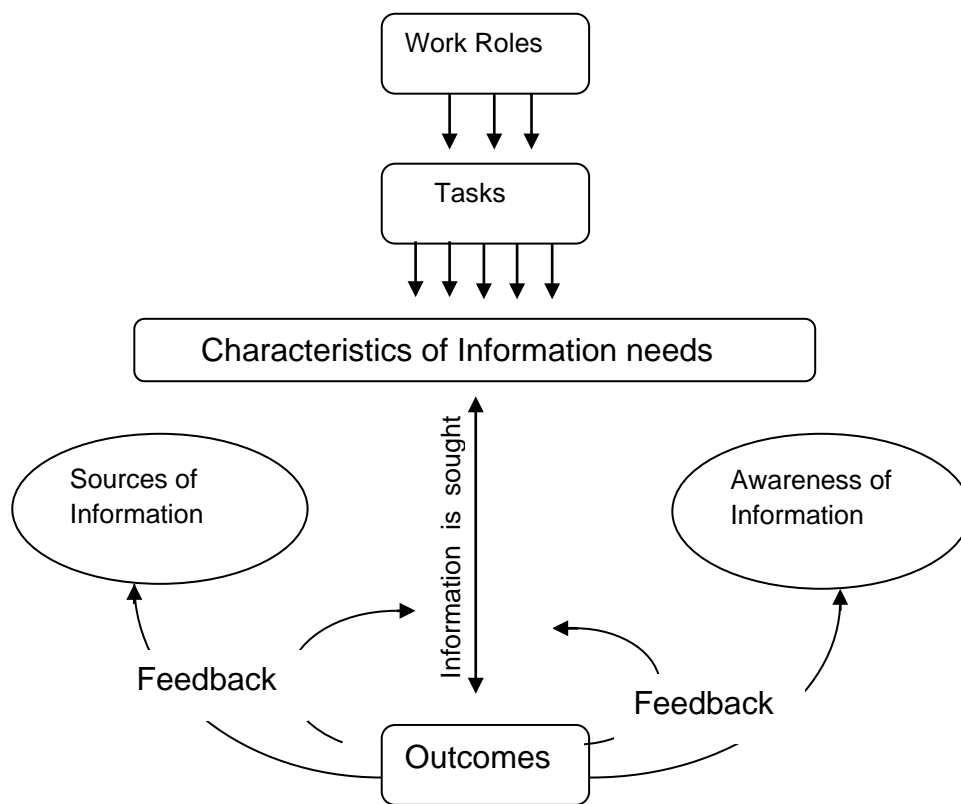 Work Roles
Tasks
Characteristics of Information needs
Sources of
Information
Awareness of
Information
Information is sought
Feedback
Feedback
Outcomes